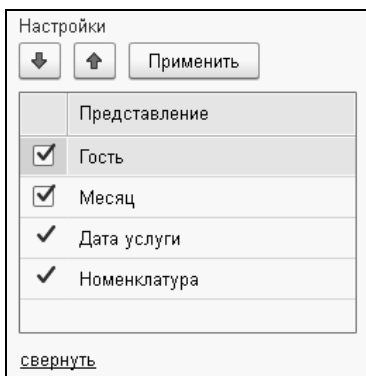 Настройки
Применить
Представление
Гость
Месяц
Дата услуги
Номенклатура
свернуть